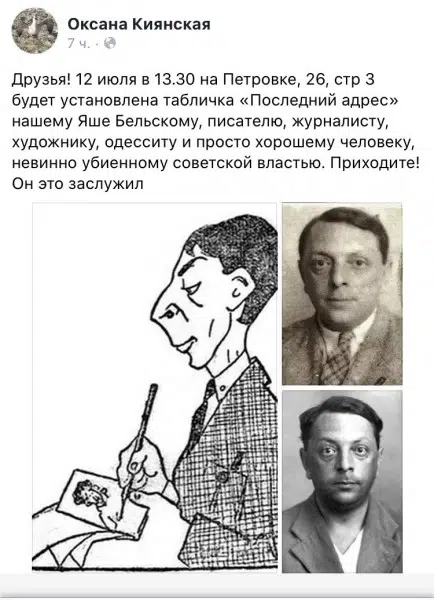 Оксана Киянская
7 ч. ·
Друзья! 12 июля в 13.30 на Петровке, 26, стр 3
будет установлена табличка «Последний адрес»
нашему Яше Бельскому, писателю, журналисту,
художнику, одесситу и просто хорошему человеку,
невинно убиенному советской властью. Приходите!
Он это заслужил